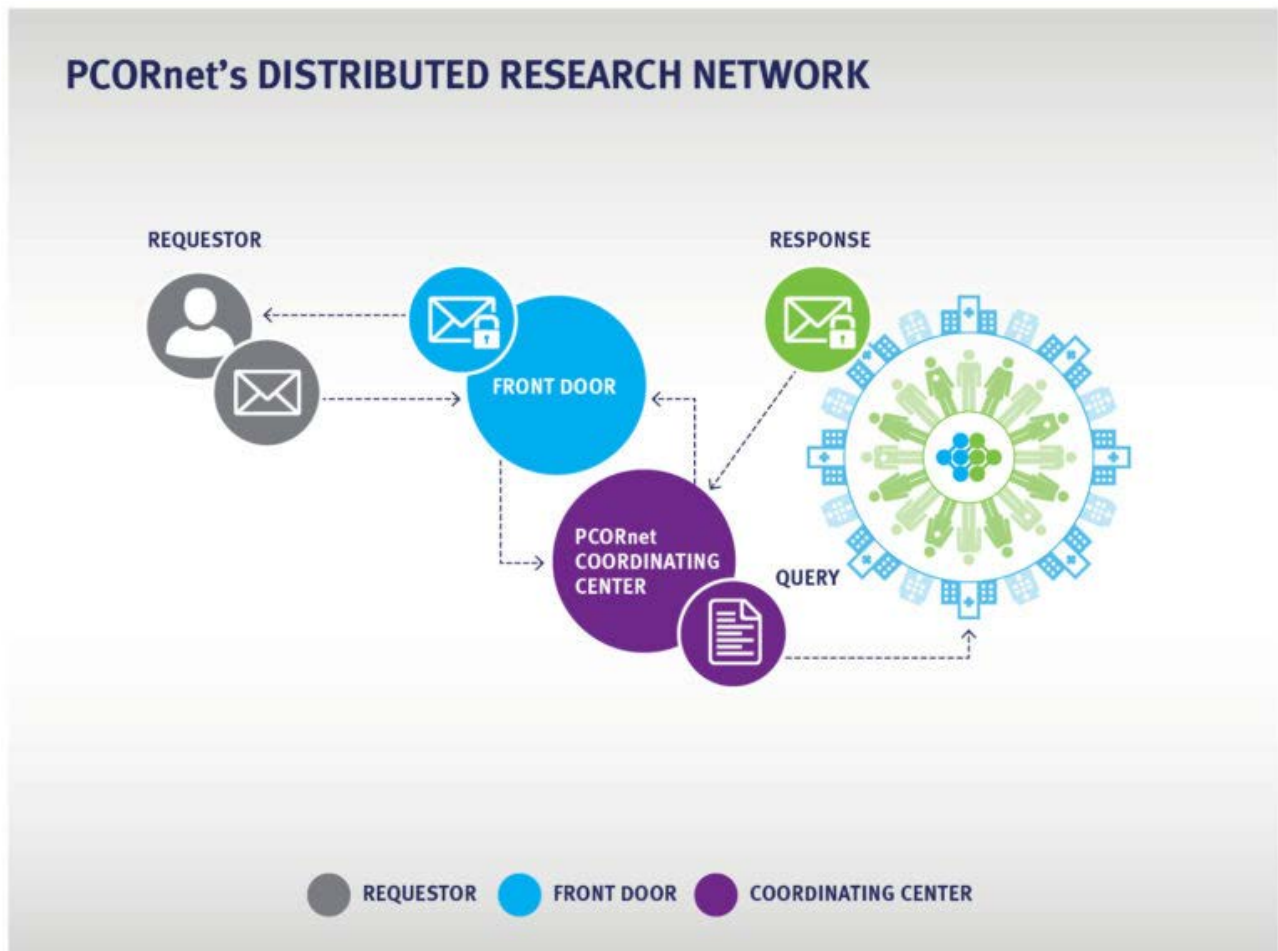 PCORnet's DISTRIBUTED RESEARCH NETWORK
REQUESTOR
RESPONSE
FRONT DOOR
PCORnet
COORDINATING
CENTER
QUERY
REQUESTOR
FRONT DOOR
COORDINATING CENTER